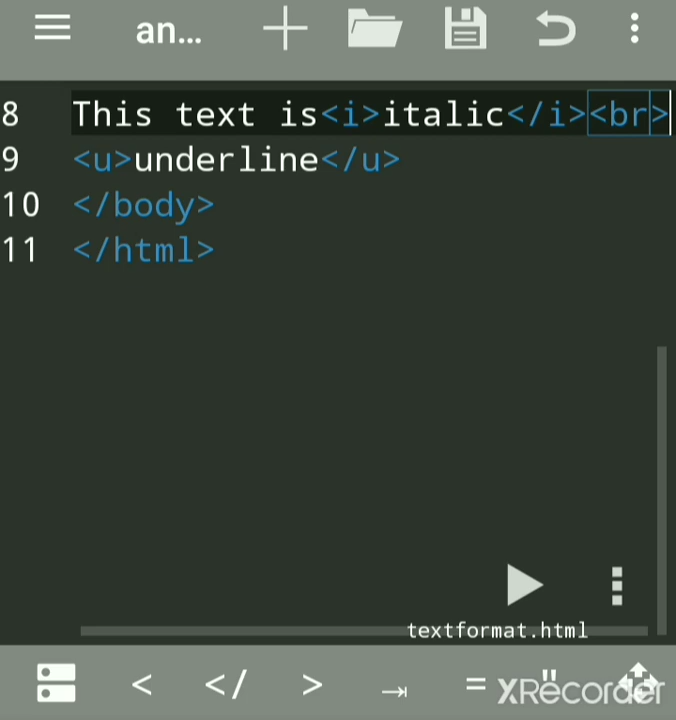 an...
8 This text is<i>italic</i><br>
9 <u>underline</u>
10 </body>
11 </html>
textformat.html
< </ > →| = "
XRecorder